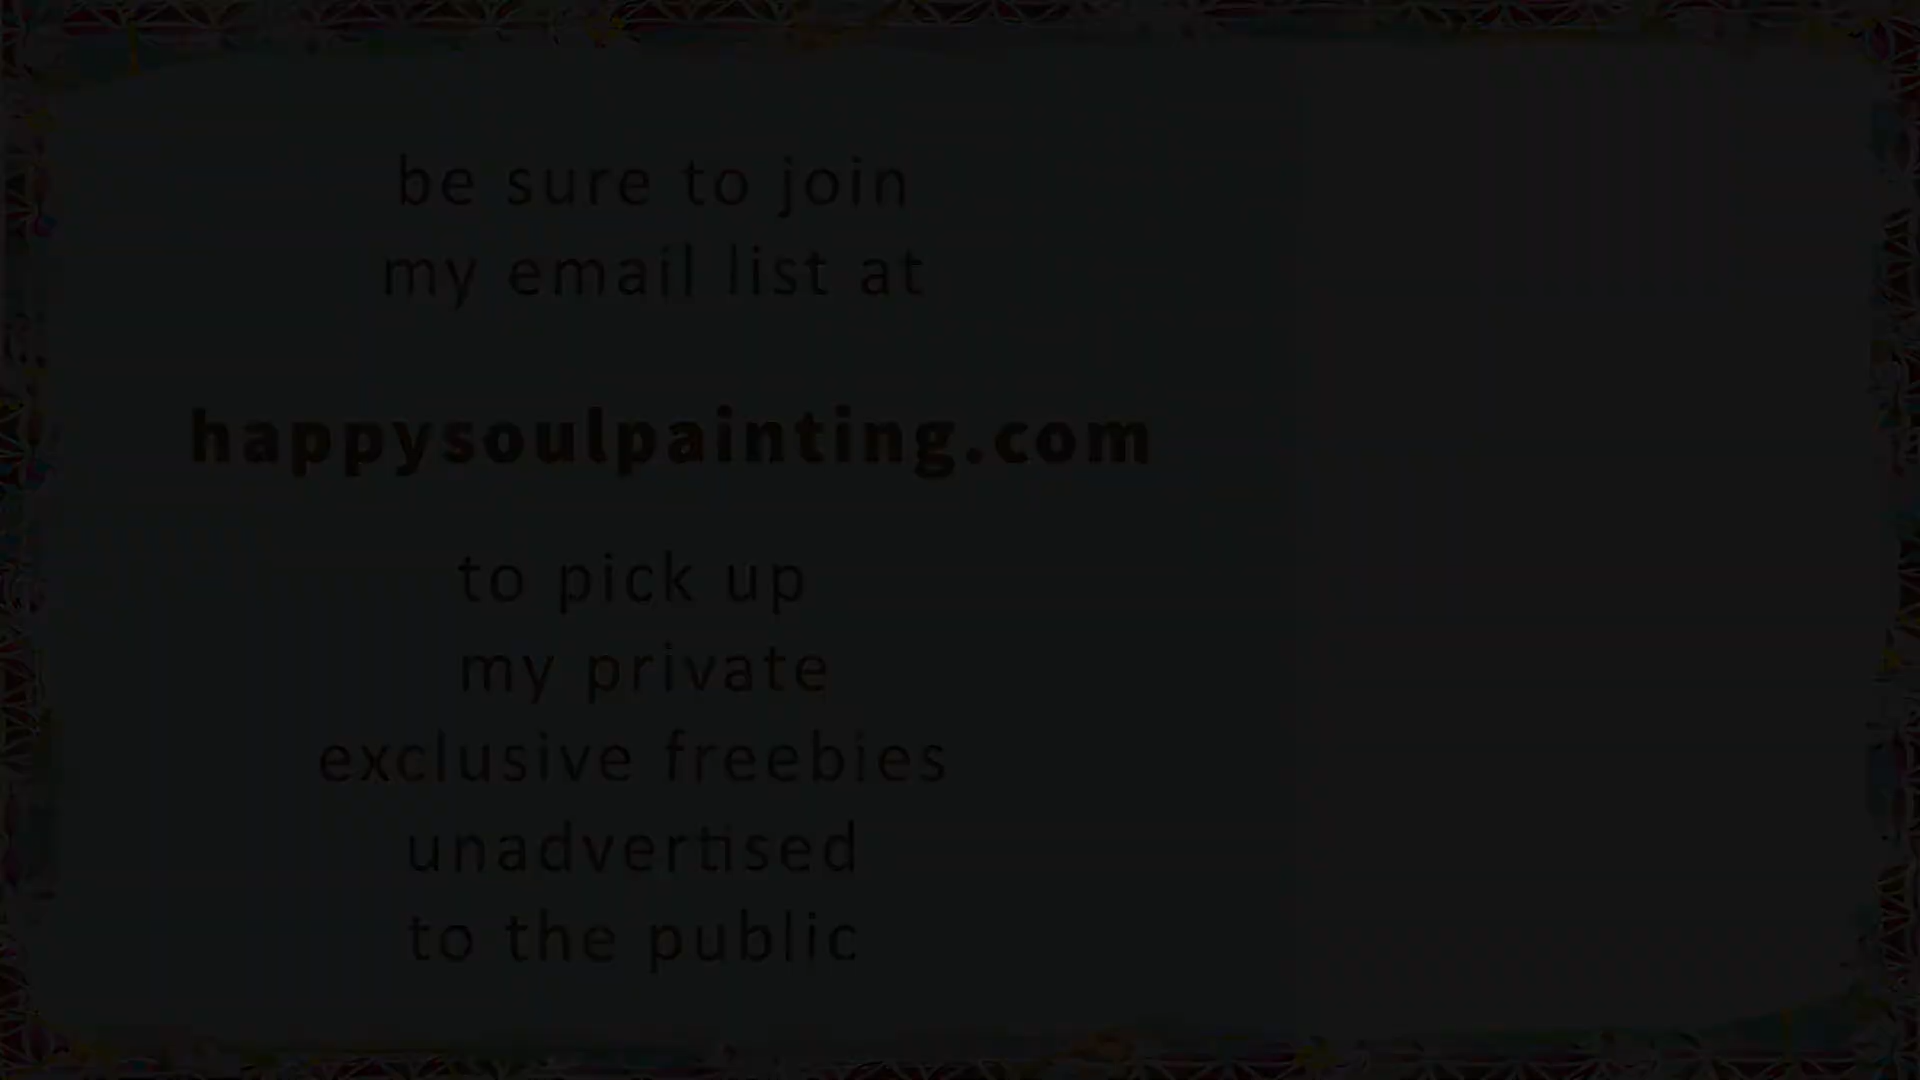 be sure to join
my email list at
happysoulpainting.com
to pick up
my private
exclusive freebies
unadvertised
to the public